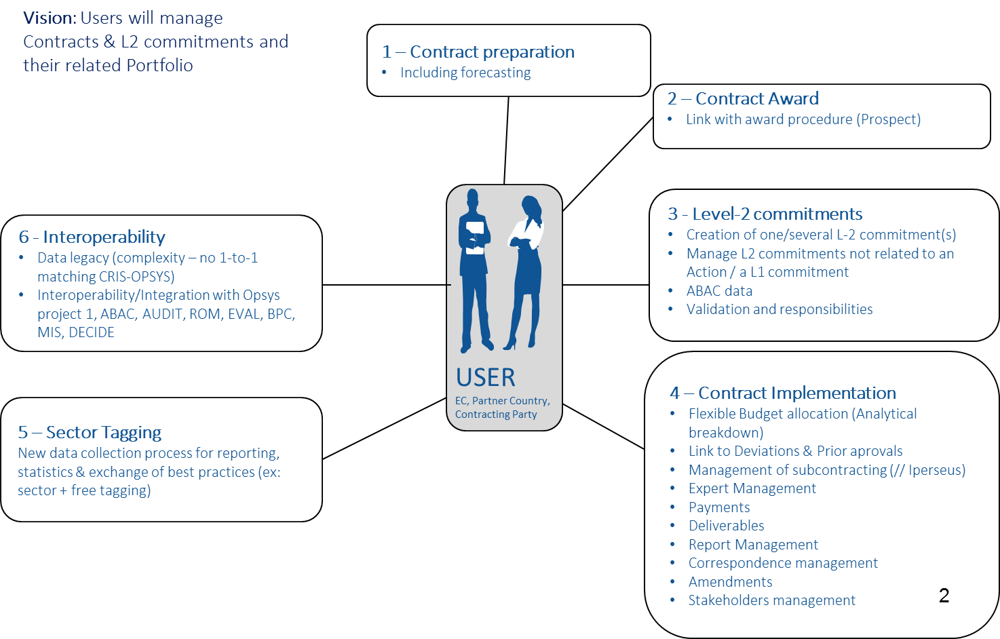 Vision: Users will manage
Contracts & L2 commitments and
their related Portfolio
1 – Contract preparation
• Including forecasting
2 – Contract Award
• Link with award procedure (Prospect)
3 - Level-2 commitments
• Creation of one/several L-2 commitment(s)
• Manage L2 commitments not related to an
Action / a L1 commitment
• ABAC data
• Validation and responsibilities
4 – Contract Implementation
• Flexible Budget allocation (Analytical
breakdown)
• Link to Deviations & Prior aprovals
• Management of subcontracting (// Iperseus)
• Expert Management
• Payments
• Deliverables
• Report Management
• Correspondence management
• Amendments
• Stakeholders management
5 – Sector Tagging
New data collection process for reporting,
statistics & exchange of best practices (ex:
sector + free tagging)
6 - Interoperability
• Data legacy (complexity – no 1-to-1
matching CRIS-OPSYS)
• Interoperability/Integration with Opsys
project 1, ABAC, AUDIT, ROM, EVAL, BPC,
MIS, DECIDE
USER
EC, Partner Country,
Contracting Party
2